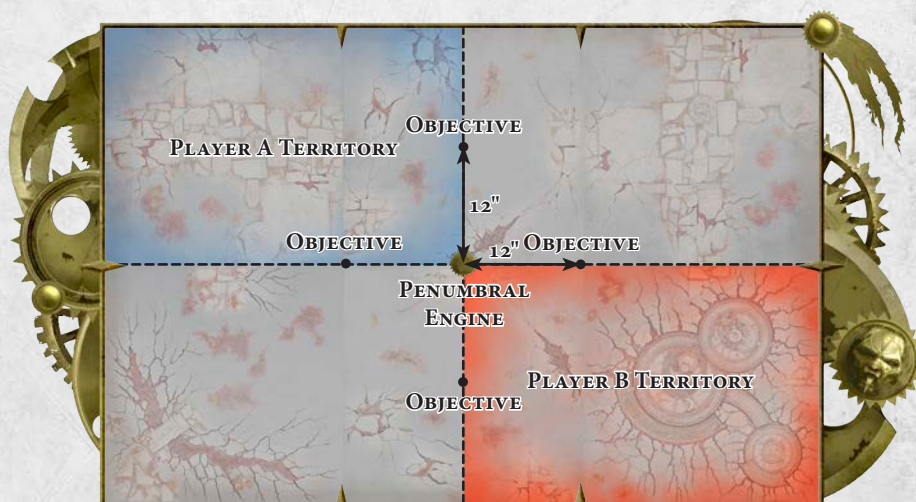 Objective
Player A Territory
12"
Objective
12" Objective
Penumbral
Engine
Player B Territory
Objective